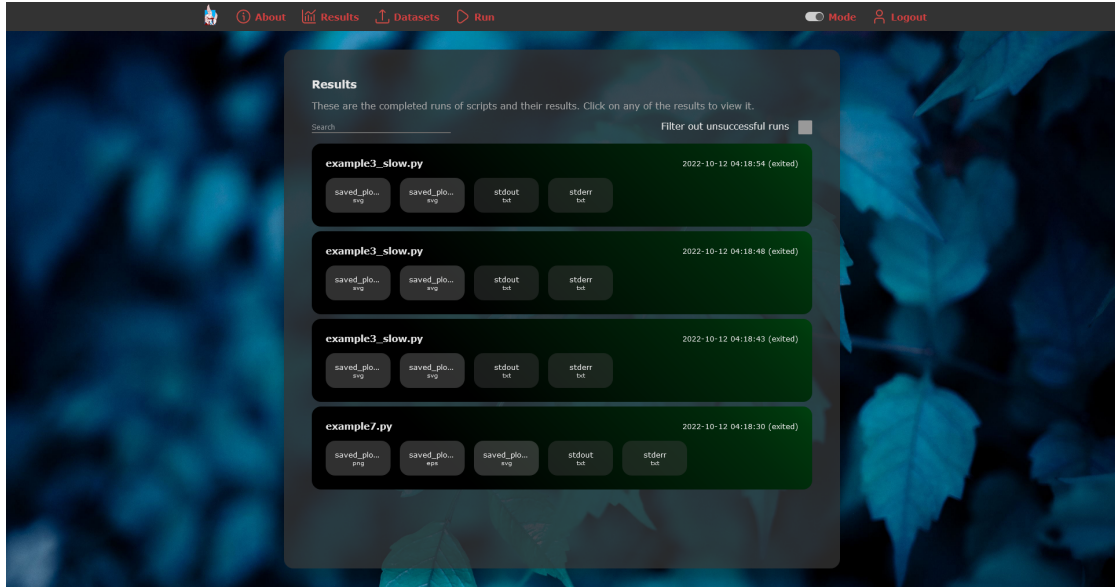 About Results Datasets Run Mode Logout
Results
These are the completed runs of scripts and their results. Click on any of the results to view it.
Search Filter out unsuccessful runs
example3_slow.py 2022-10-12 04:18:54 (exited)
saved_plo... saved_plo... stdout stderr
svg svg txt txt
example3_slow.py 2022-10-12 04:18:48 (exited)
saved_plo... saved_plo... stdout stderr
svg svg txt txt
example3_slow.py 2022-10-12 04:18:43 (exited)
saved_plo... saved_plo... stdout stderr
svg svg txt txt
example7.py 2022-10-12 04:18:30 (exited)
saved_plo... saved_plo... saved_plo... stdout stderr
png eps svg txt txt